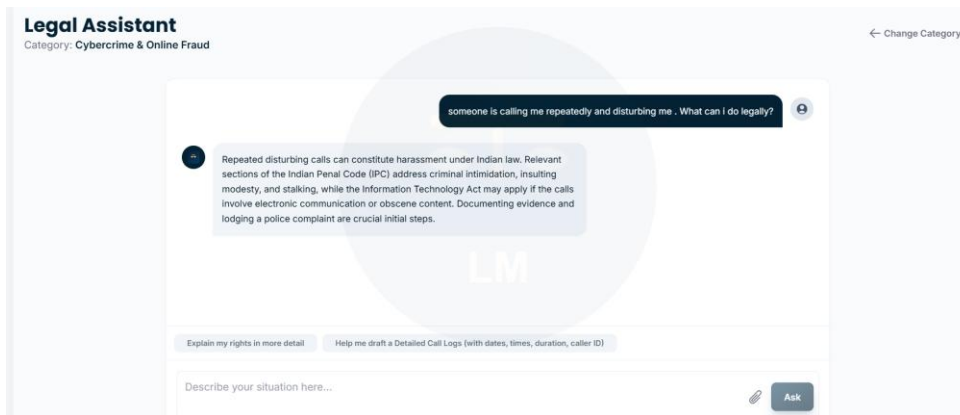 Legal Assistant
Category: Cybercrime & Online Fraud
← Change Category
someone is calling me repeatedly and disturbing me . What can i do legally?
Repeated disturbing calls can constitute harassment under Indian law. Relevant
sections of the Indian Penal Code (IPC) address criminal intimidation, insulting
modesty, and stalking, while the Information Technology Act may apply if the calls
involve electronic communication or obscene content. Documenting evidence and
lodging a police complaint are crucial initial steps.
LM
Explain my rights in more detail
Help me draft a Detailed Call Logs (with dates, times, duration, caller ID)
Describe your situation here...
Ask